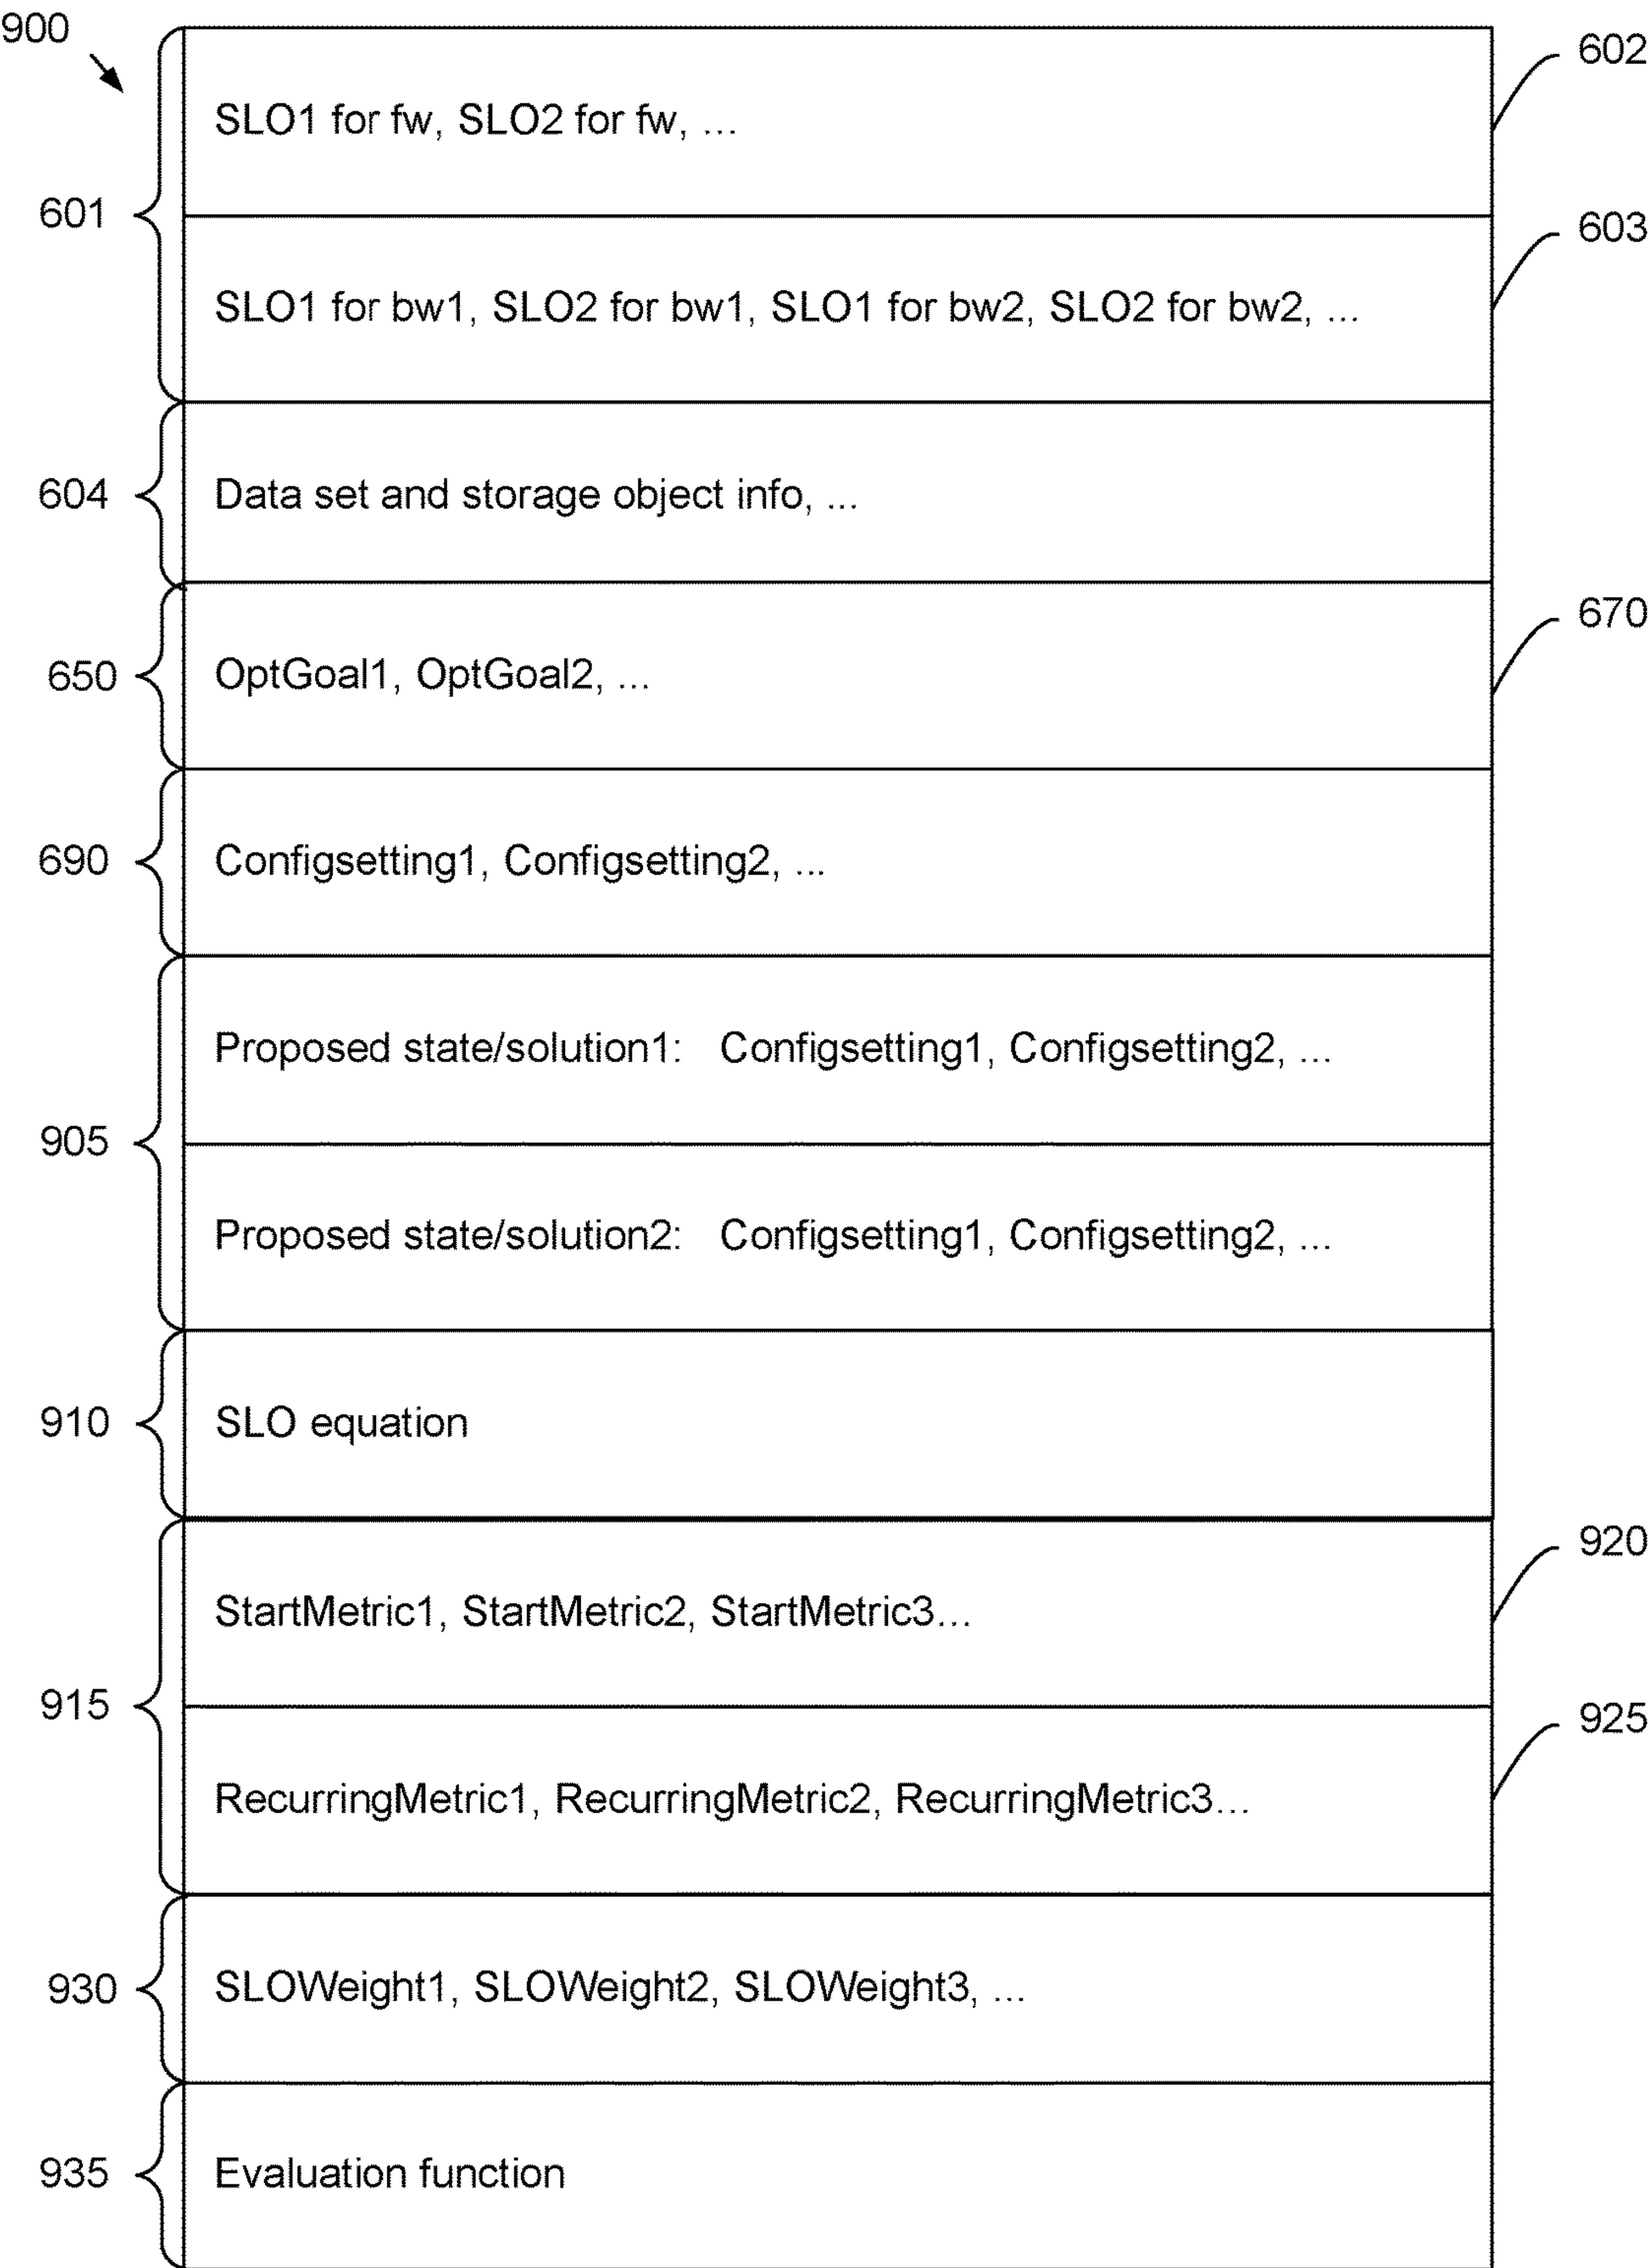 900
602
SLO1 for fw, SLO2 for fw, ...
601
603
SLO1 for bw1, SLO2 for bw1, SLO1 for bw2, SLO2 for bw2, ...
604
Data set and storage object info, ...
670
650
OptGoal1, OptGoal2, ...
690
Configsetting1, Configsetting2, ...
Proposed state/solution1: Configsetting1, Configsetting2, ...
905
Proposed state/solution2: Configsetting1, Configsetting2, ...
910
SLO equation
920
StartMetric1, StartMetric2, StartMetric3...
915
925
RecurringMetric1, RecurringMetric2, RecurringMetric3...
930
SLOWeight1, SLOWeight2, SLOWeight3, ...
935
Evaluation function